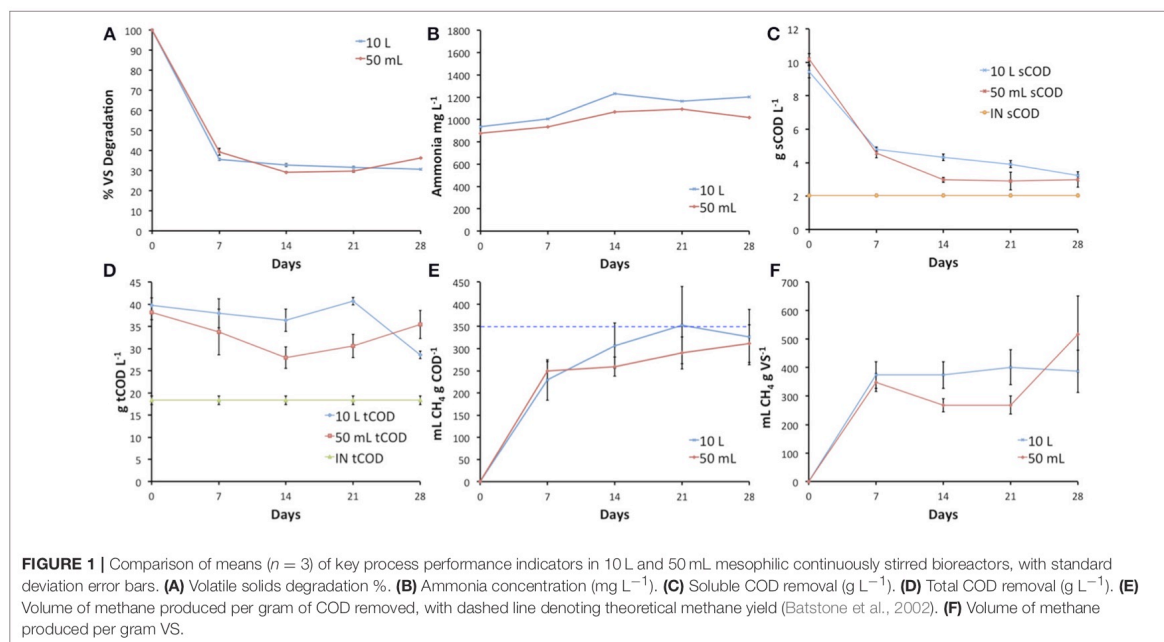 A
% VS Degradation
100
90
80
70
60
50
40
30
20
10
0
10 L
50 mL
0 7 14 21 28
Days
B
Ammonia mg L-1
1800
1600
1400
1200
1000
800
600
400
200
0
10 L
50 mL
0 7 14 21 28
Days
C
g sCOD L-1
12
10
8
6
4
2
0
10 L sCOD
50 mL sCOD
IN sCOD
0 7 14 21 28
Days
D
g tCOD L-1
45
40
35
30
25
20
15
10
5
0
10 L tCOD
50 mL tCOD
IN tCOD
0 7 14 21 28
Days
E
mL CH4 g COD-1
450
400
350
300
250
200
150
100
50
0
10 L
50 mL
0 7 14 21 28
Days
F
mL CH4 g VS-1
700
600
500
400
300
200
100
0
10 L
50 mL
0 7 14 21 28
Days
FIGURE 1 | Comparison of means (n = 3) of key process performance indicators in 10 L and 50 mL mesophilic continuously stirred bioreactors, with standard
deviation error bars. (A) Volatile solids degradation %. (B) Ammonia concentration (mg L−1). (C) Soluble COD removal (g L−1). (D) Total COD removal (g L−1). (E)
Volume of methane produced per gram of COD removed, with dashed line denoting theoretical methane yield (Batstone et al., 2002). (F) Volume of methane
produced per gram VS.